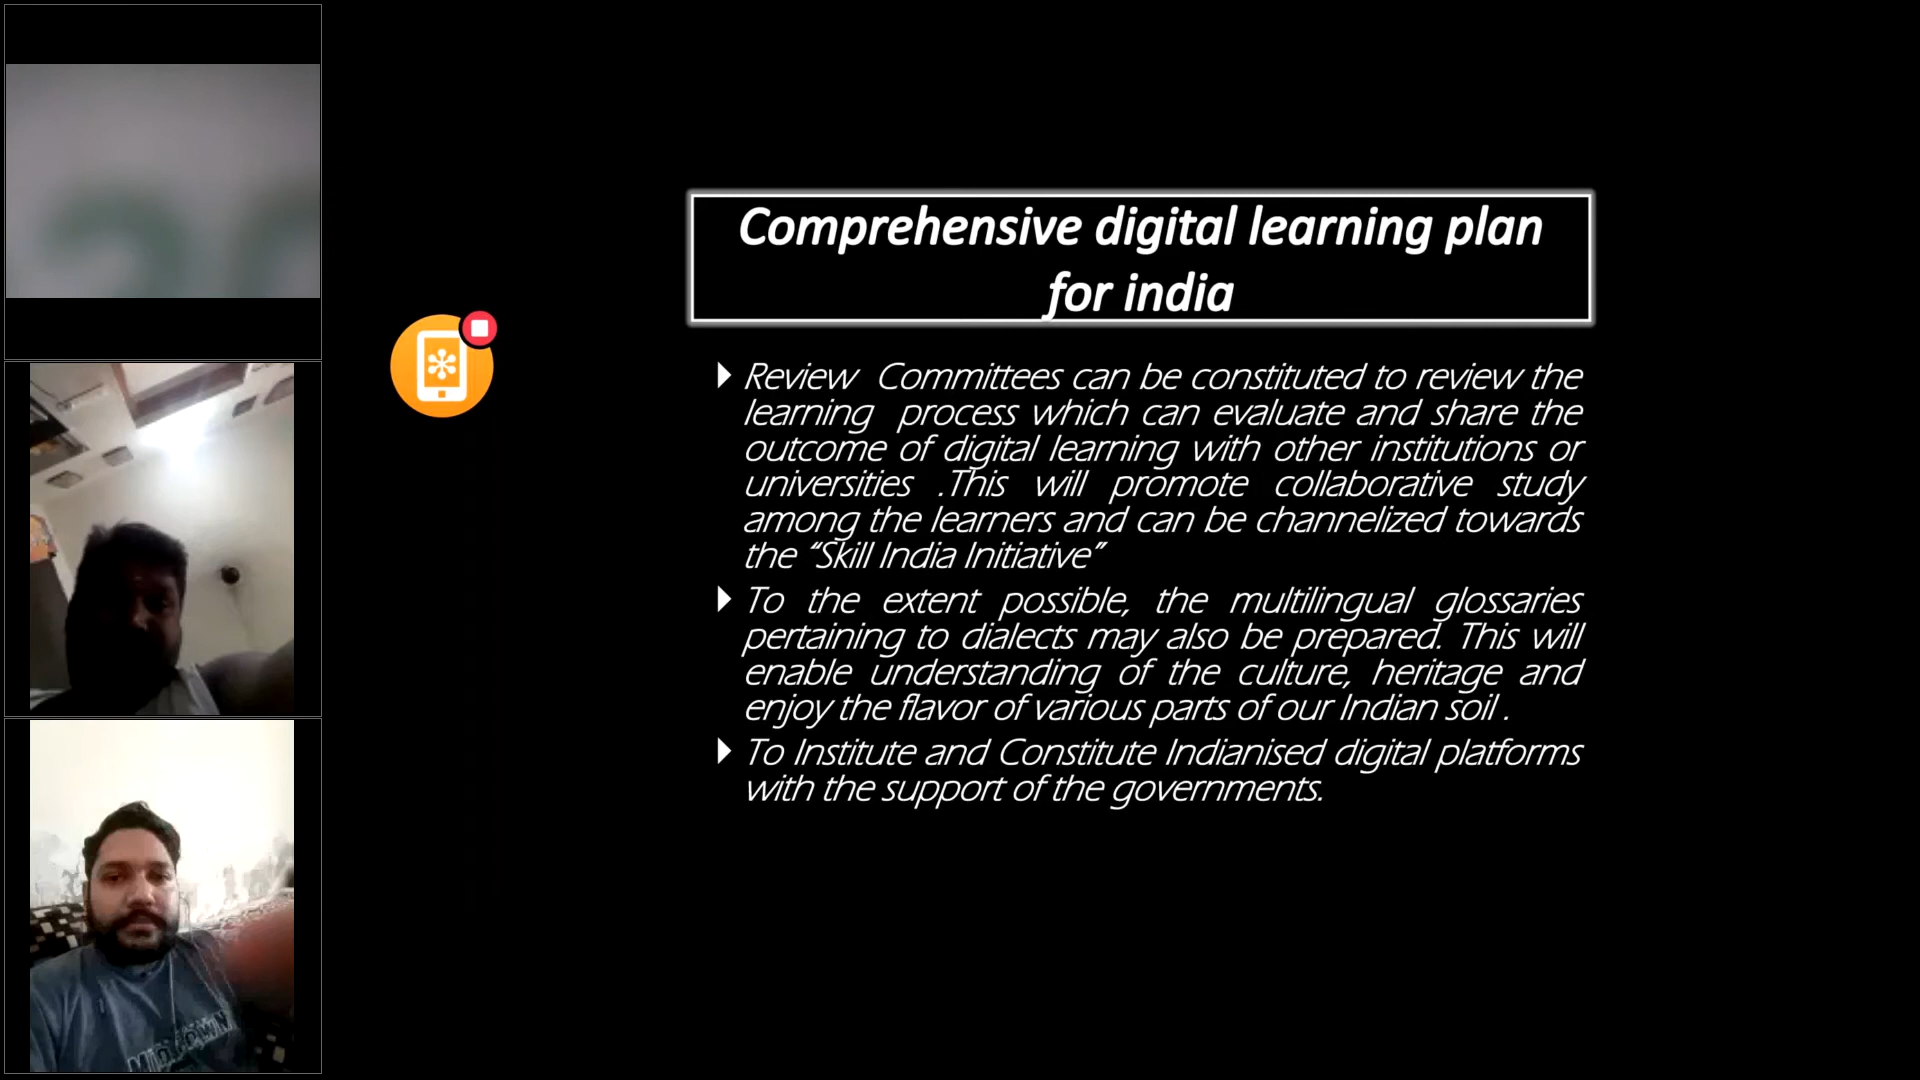 Comprehensive digital learning plan
for india
Review Committees can be constituted to review the
learning process which can evaluate and share the
outcome of digital learning with other institutions or
universities .This will promote collaborative study
among the learners and can be channelized towards
the “Skill India Initiative”
To the extent possible, the multilingual glossaries
pertaining to dialects may also be prepared. This will
enable understanding of the culture, heritage and
enjoy the flavor of various parts of our Indian soil .
To Institute and Constitute Indianised digital platforms
with the support of the governments.